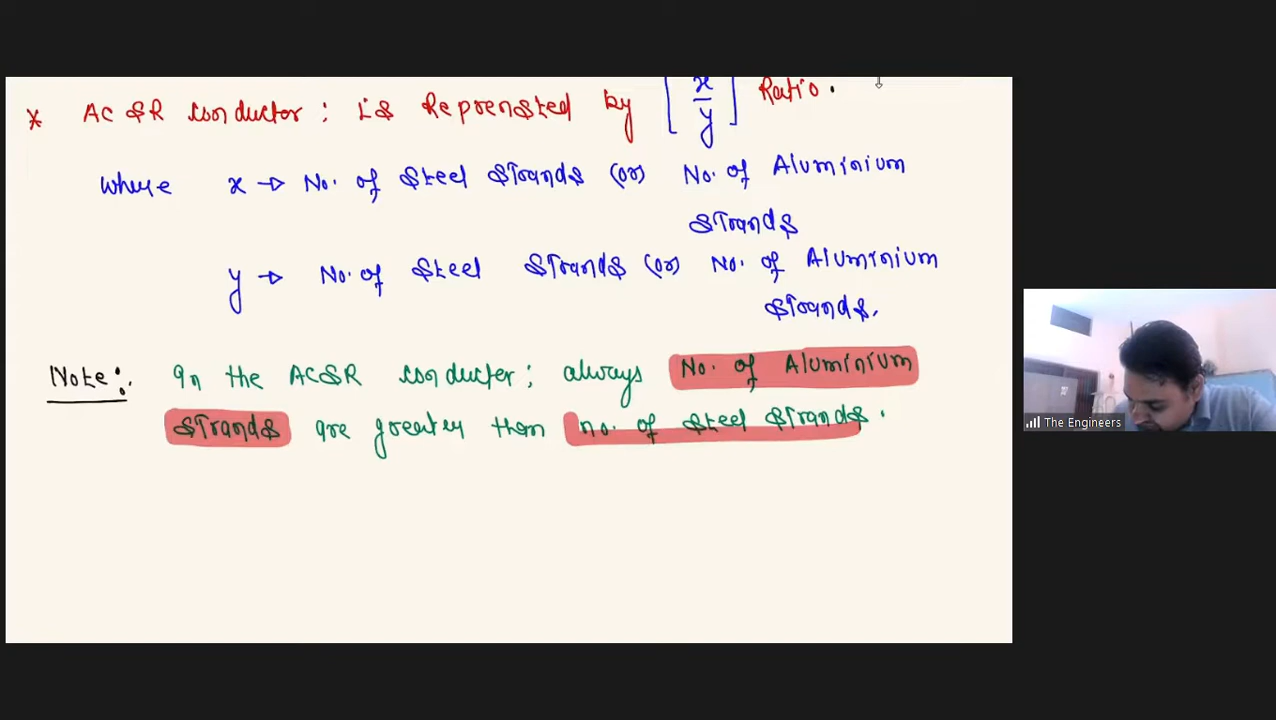 * ACSR conductor: is Reprensted by [x/y] Ratio.
where x → No. of Steel Strands (or) No. of Aluminium
Strands
y → No. of Steel Strands (or) No. of Aluminium
Strands.
Note:. In the ACSR conductor; always No. of Aluminium
Strands are greater then no. of Steel Strands.
The Engineers